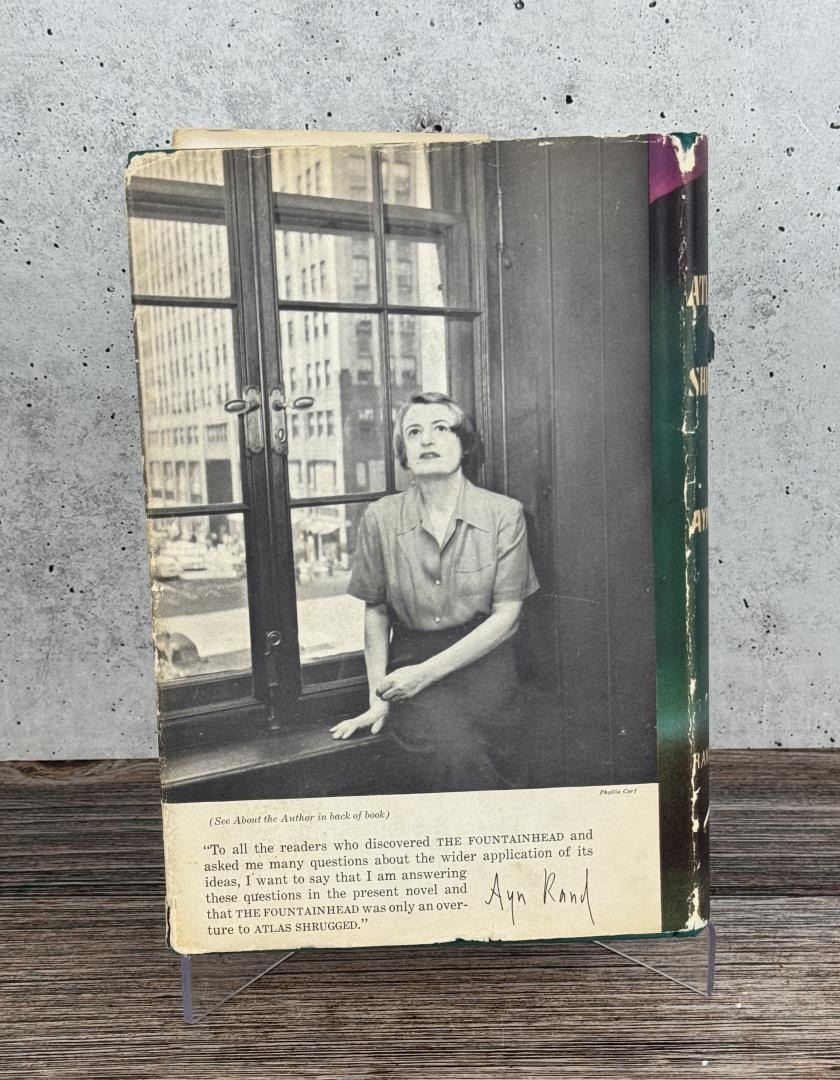 (See About the Author in back of book)
Phyllis Cerf
"To all the readers who discovered THE FOUNTAINHEAD and
asked me many questions about the wider application of its
ideas, I want to say that I am answering
these questions in the present novel and
that THE FOUNTAINHEAD was only an over-
ture to ATLAS SHRUGGED."
Ayn Rand